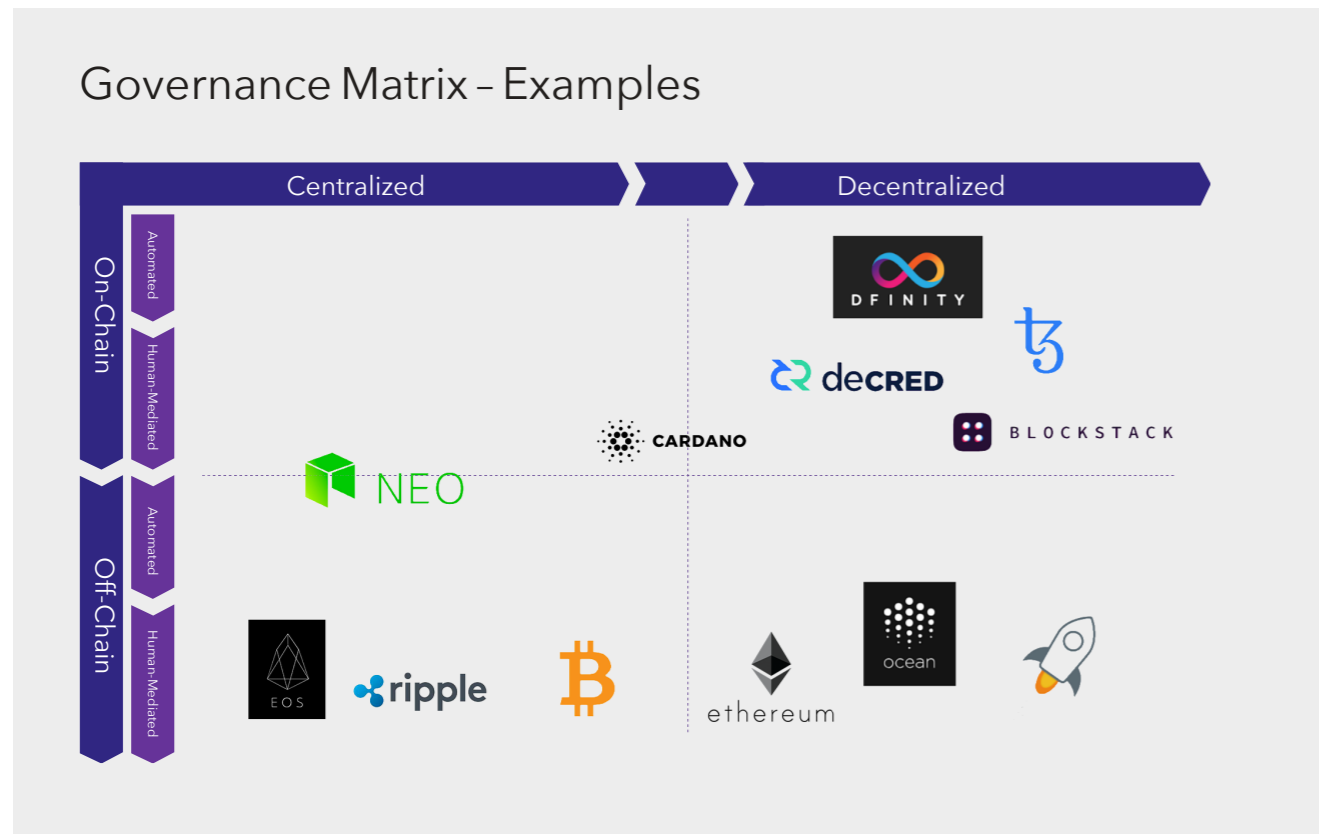 Governance Matrix – Examples
Centralized
Decentralized
On-Chain
Automated
Human-Mediated
DFINITY
deCRED
CARDANO
BLOCKSTACK
NEO
Off-Chain
Automated
Human-Mediated
EOS
ripple
ethereum
ocean